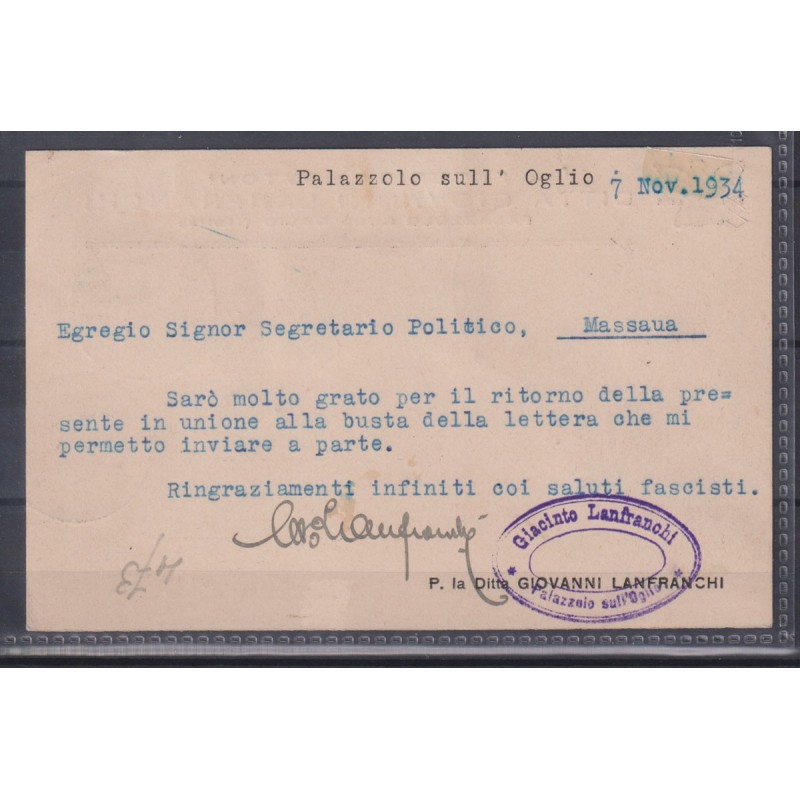 Palazzolo sull' Oglio 7 Nov.1934
Egregio Signor Segretario Politico, Massaua
Sarò molto grato per il ritorno della pre=
sente in unione alla busta della lettera che mi
permetto inviare a parte.
Ringraziamenti infiniti coi saluti fascisti.
Giacinto Lanfranchi
Palazzolo sull'Oglio
P. la Ditta GIOVANNI LANFRANCHI